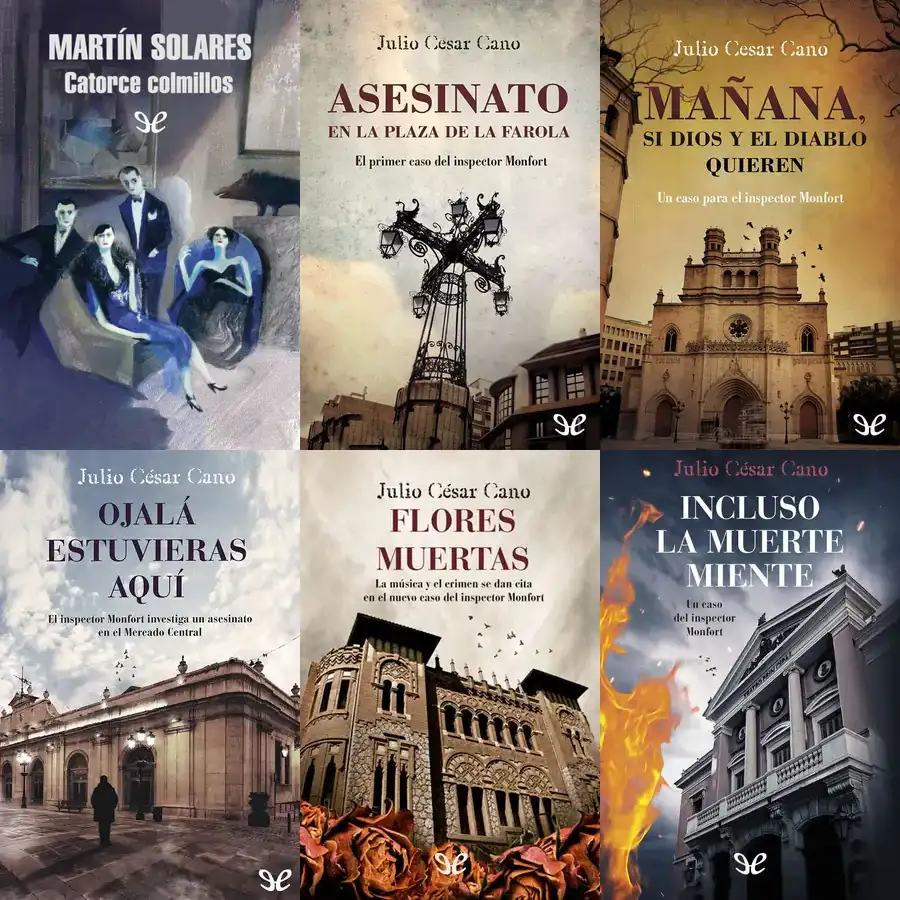 MARTÍN SOLARES
Catorce colmillos
Julio César Cano
ASESINATO
EN LA PLAZA DE LA FAROLA
El primer caso del inspector Monfort
Julio César Cano
MAÑANA,
SI DIOS Y EL DIABLO
QUIEREN
Un caso para el inspector Monfort
Julio César Cano
OJALÁ
ESTUVIERAS
AQUÍ
El inspector Monfort investiga un asesinato
en el Mercado Central
Julio César Cano
FLORES
MUERTAS
La música y el crimen se dan cita
en el nuevo caso del inspector Monfort
Julio César Cano
INCLUSO
LA MUERTE
MIENTE
Un caso
del inspector
Monfort